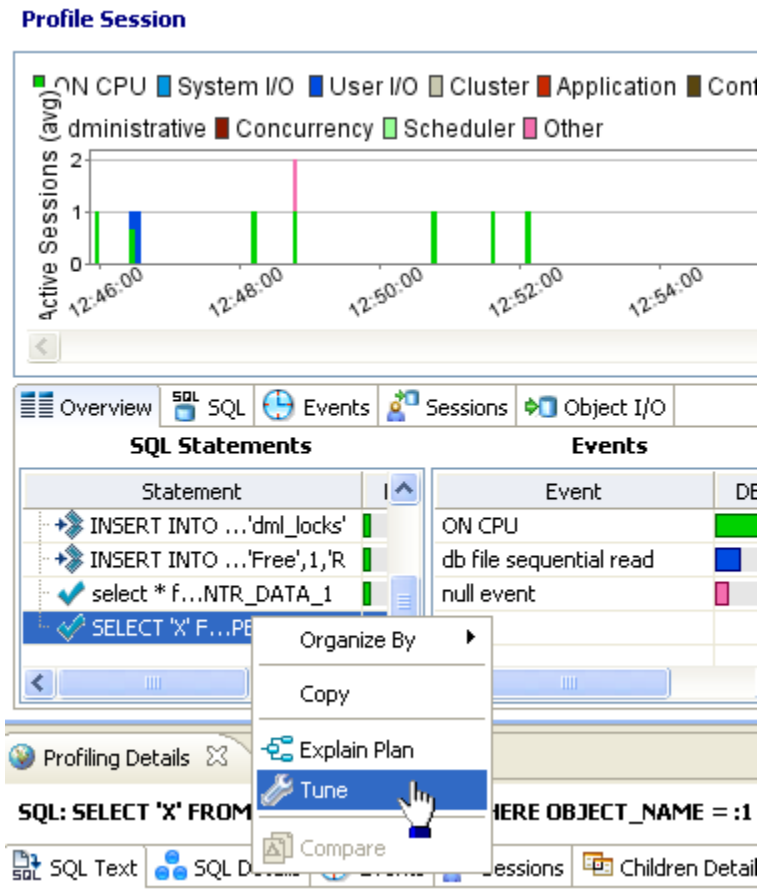 Profile Session
ON CPU System I/O User I/O Cluster Application Conf
dministrative Concurrency Scheduler Other
Active Sessions (avg)
2
1
0
12:46:00 12:48:00 12:50:00 12:52:00 12:54:00
Overview SQL Events Sessions Object I/O
SQL Statements Events
Statement Event DE
INSERT INTO ...'dml_locks' ON CPU
INSERT INTO ...'Free',1,'R db file sequential read
select * f...NTR_DATA_1 null event
SELECT 'X' F...PE
Organize By
Copy
Profiling Details Explain Plan
Tune
SQL: SELECT 'X' FROM HERE OBJECT_NAME = :1
Compare
SQL Text SQL Details Events Sessions Children Detail